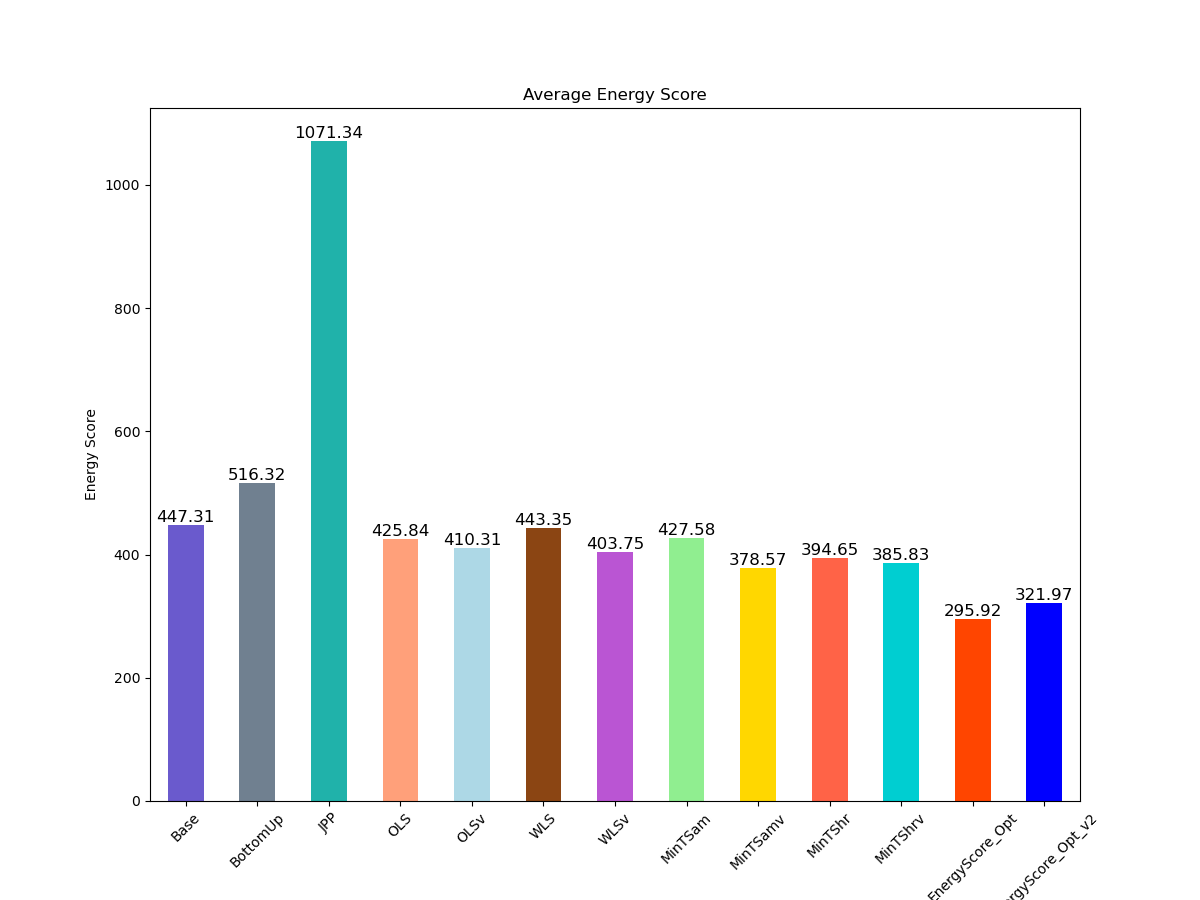 Average Energy Score
Energy Score
1000
800
600
400
200
0
447.31
516.32
1071.34
425.84
410.31
443.35
403.75
427.58
378.57
394.65
385.83
295.92
321.97
Base
BottomUp
JPP
OLS
OLSv
WLS
WLSv
MinTSam
MinTSamv
MinTShr
MinTShrv
EnergyScore_Opt
rgyScore_Opt_v2